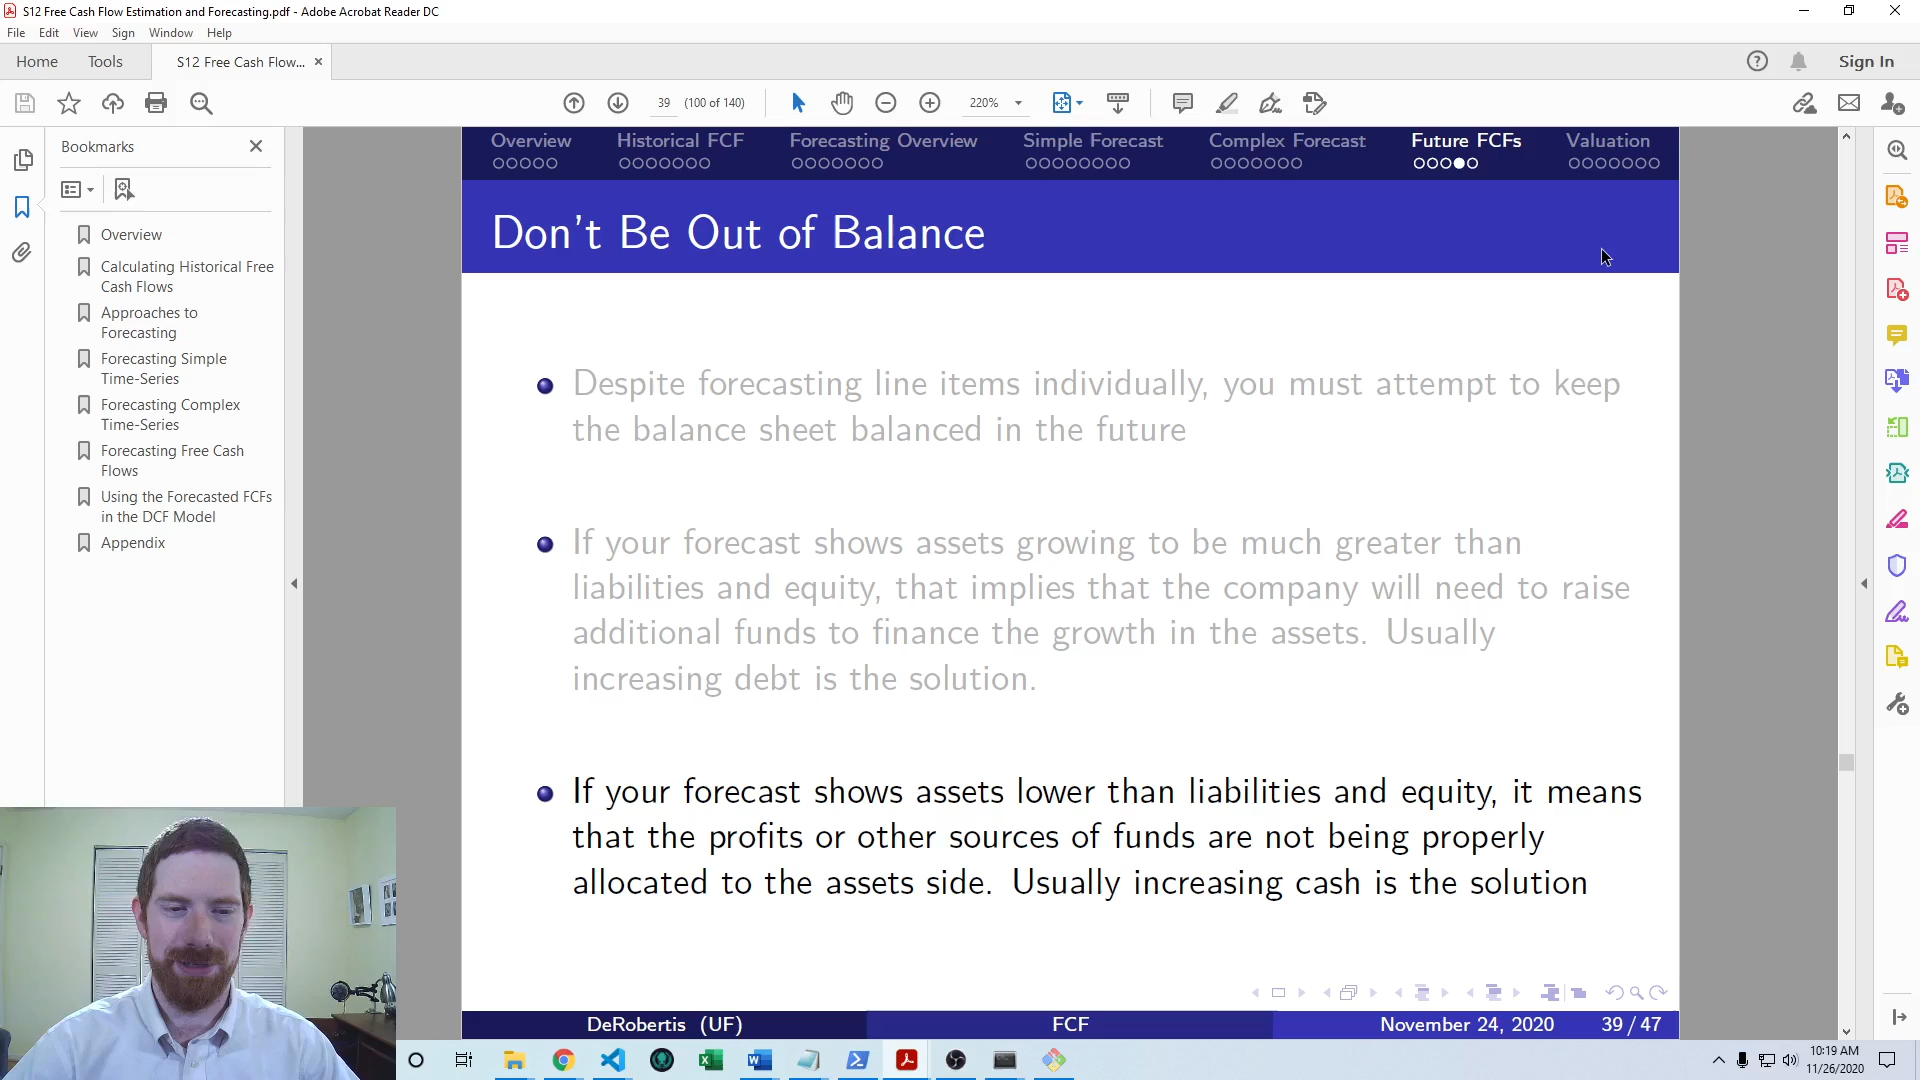 S12 Free Cash Flow Estimation and Forecasting.pdf - Adobe Acrobat Reader DC
File Edit View Sign Window Help
Home Tools S12 Free Cash Flow... × Sign In
39 (100 of 140) 220%
Bookmarks
Overview
Calculating Historical Free
Cash Flows
Approaches to
Forecasting
Forecasting Simple
Time-Series
Forecasting Complex
Time-Series
Forecasting Free Cash
Flows
Using the Forecasted FCFs
in the DCF Model
Appendix
Overview Historical FCF Forecasting Overview Simple Forecast Complex Forecast Future FCFs Valuation
Don't Be Out of Balance
Despite forecasting line items individually, you must attempt to keep
the balance sheet balanced in the future
If your forecast shows assets growing to be much greater than
liabilities and equity, that implies that the company will need to raise
additional funds to finance the growth in the assets. Usually
increasing debt is the solution.
If your forecast shows assets lower than liabilities and equity, it means
that the profits or other sources of funds are not being properly
allocated to the assets side. Usually increasing cash is the solution
DeRobertis (UF) FCF November 24, 2020 39 / 47
10:19 AM
11/26/2020